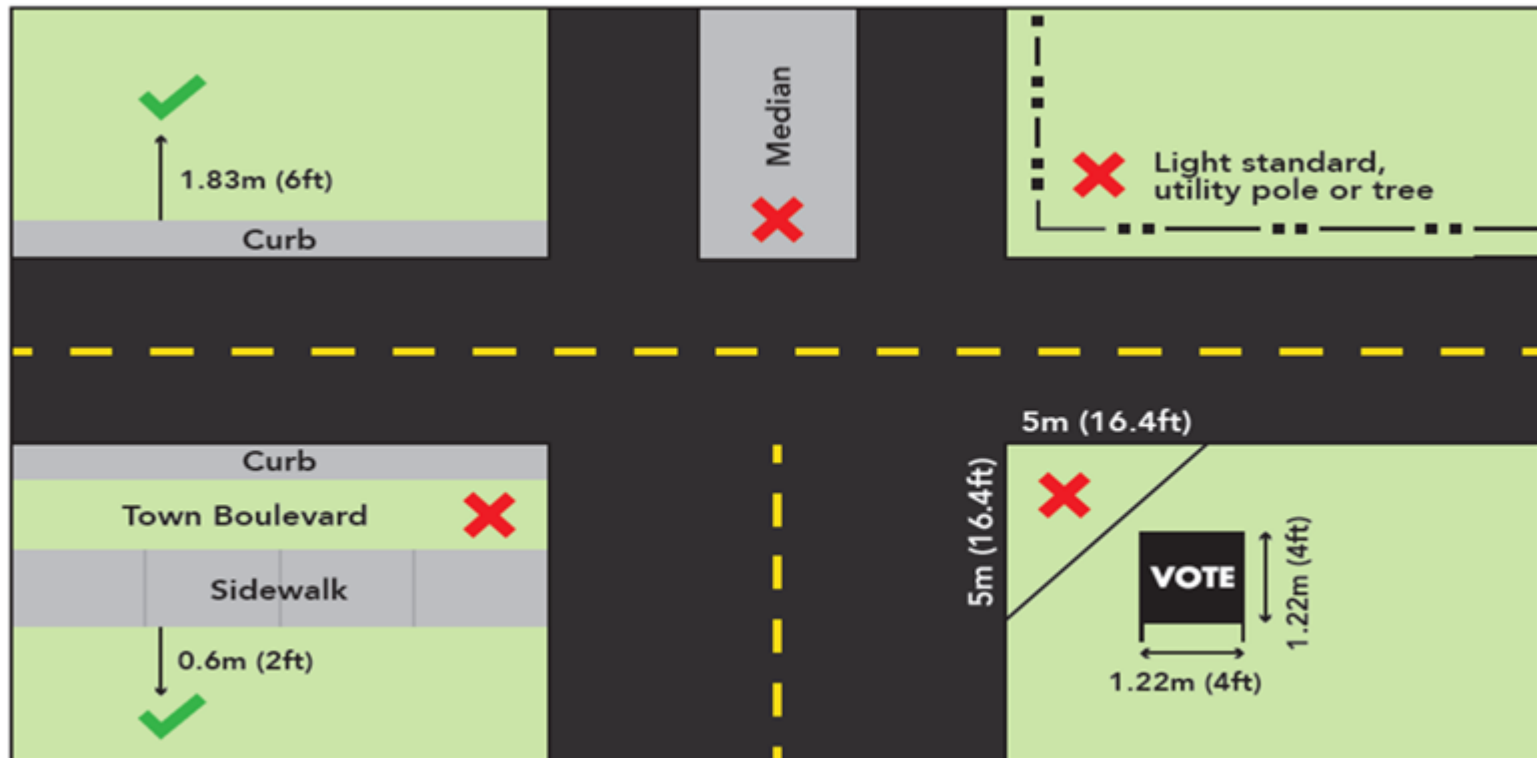 1.83m (6ft)
Curb
Median
Light standard,
utility pole or tree
Curb
Town Boulevard
Sidewalk
0.6m (2ft)
5m (16.4ft)
5m (16.4ft)
VOTE
1.22m (4ft)
1.22m (4ft)